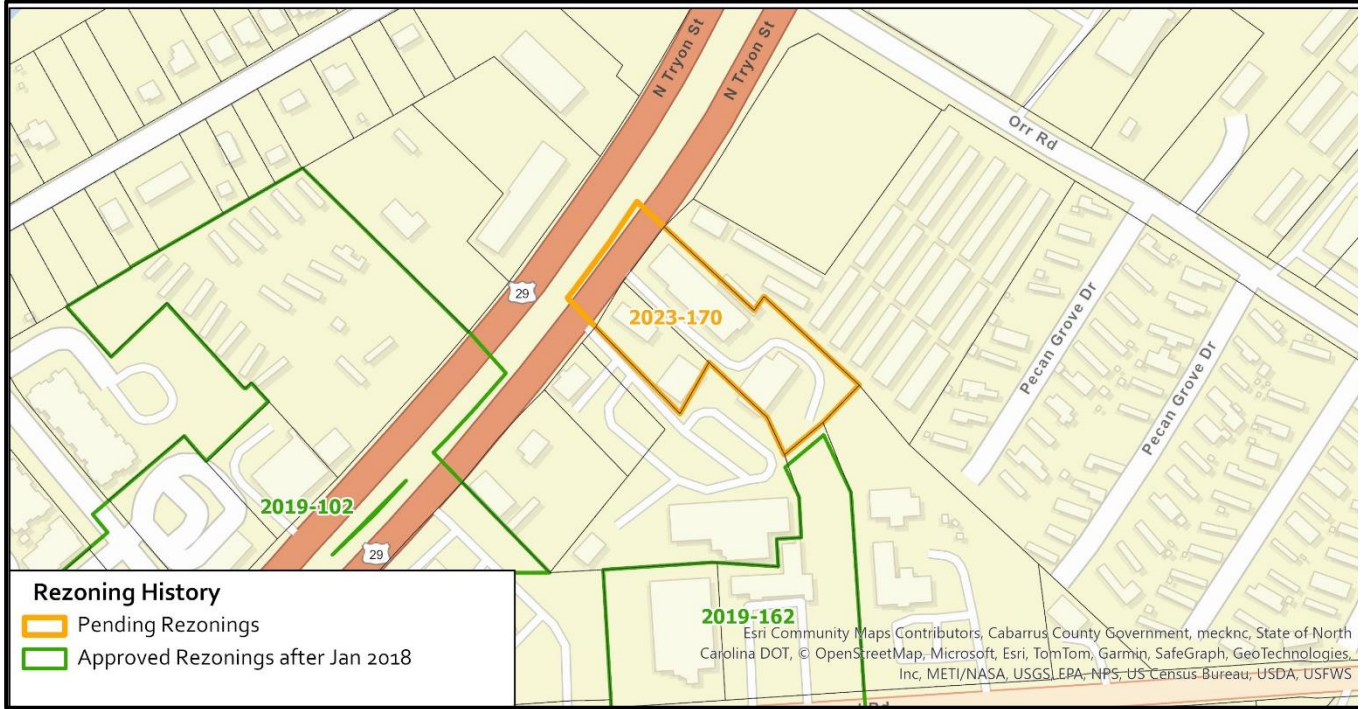 N Tryon St
N Tryon St
Orr Rd
29
2023-170
Pecan Grove Dr
Pecan Grove Dr
2019-102
29
2019-162
Rezoning History
Pending Rezonings
Approved Rezonings after Jan 2018
Esri Community Maps Contributors, Cabarrus County Government, mecknc, State of North
Carolina DOT, © OpenStreetMap, Microsoft, Esri, TomTom, Garmin, SafeGraph, GeoTechnologies,
Inc, METI/NASA, USGS, EPA, NPS, US Census Bureau, USDA, USFWS
Rd